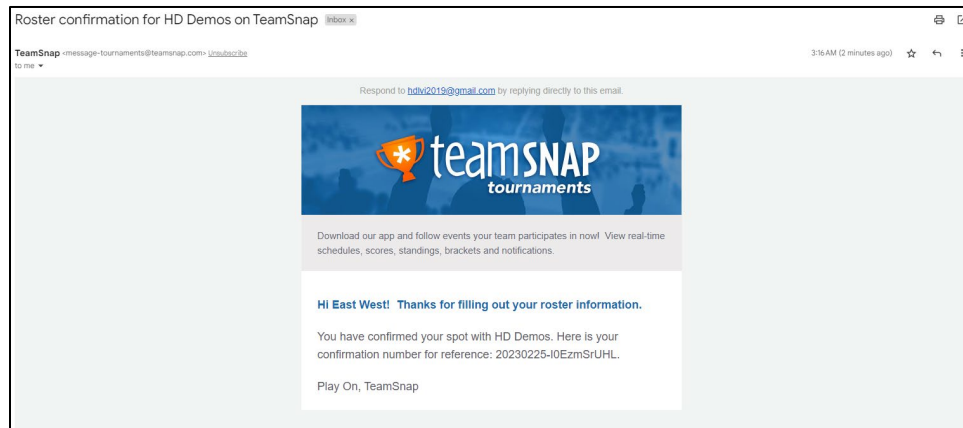 Roster confirmation for HD Demos on TeamSnap Inbox x
TeamSnap <message-tournaments@teamsnap.com> Unsubscribe
3:16 AM (2 minutes ago)
to me
Respond to hdlvi2019@gmail.com by replying directly to this email.
teamSNAP
tournaments
Download our app and follow events your team participates in now! View real-time
schedules, scores, standings, brackets and notifications.
Hi East West! Thanks for filling out your roster information.
You have confirmed your spot with HD Demos. Here is your
confirmation number for reference: 20230225-I0EzmSrUHL.
Play On, TeamSnap